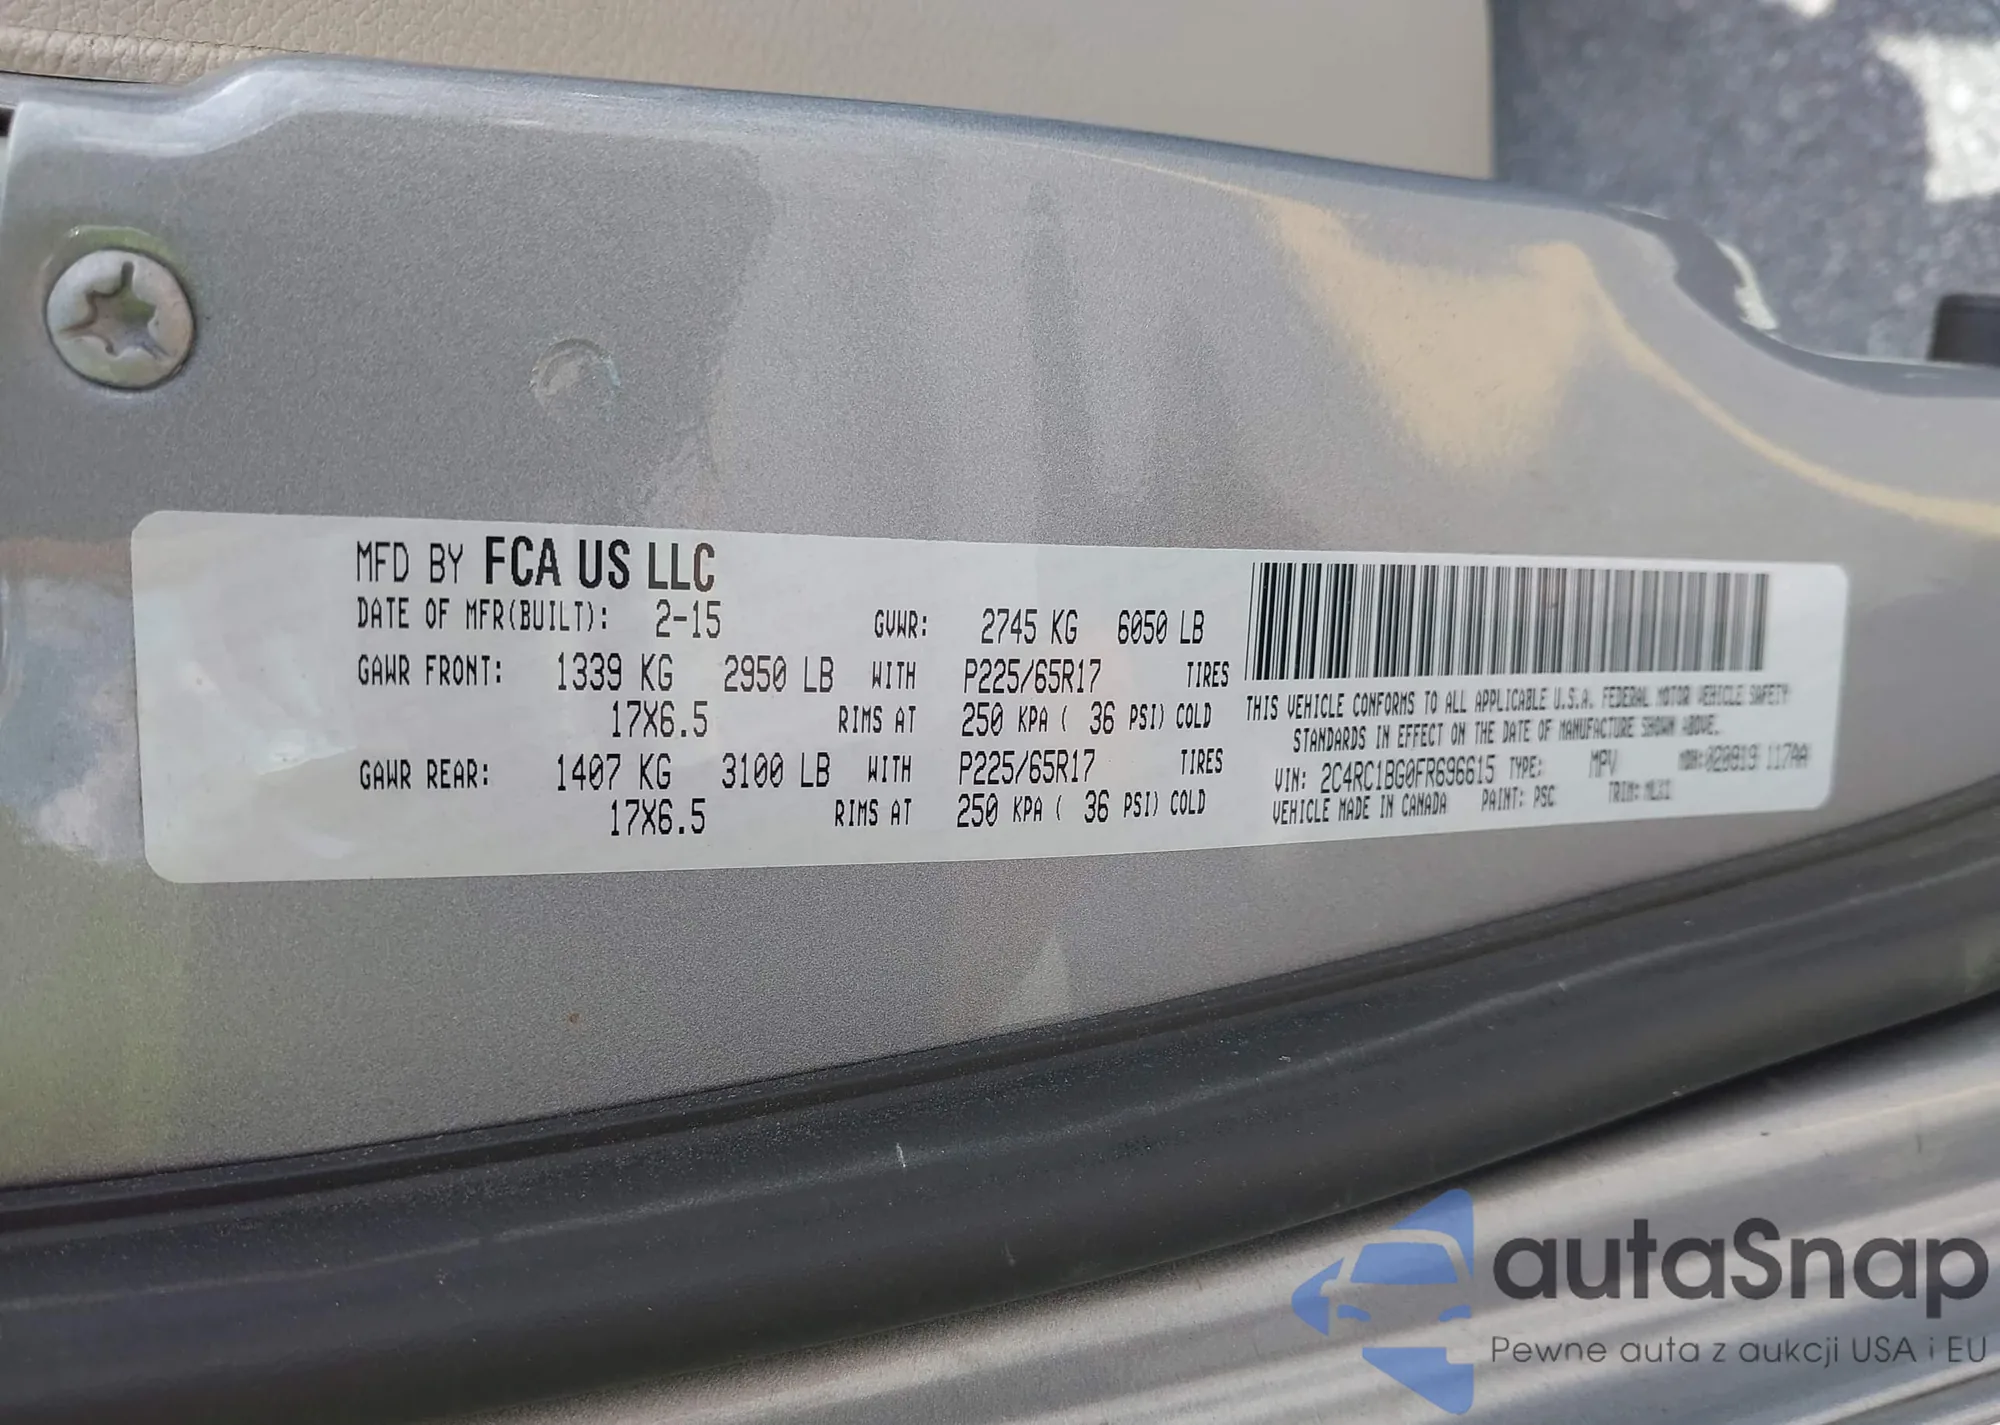 MFD BY FCA US LLC
DATE OF MFR(BUILT): 2-15 GVWR: 2745 KG 6050 LB
GAWR FRONT: 1339 KG 2950 LB WITH P225/65R17 TIRES
17X6.5 RIMS AT 250 KPA ( 36 PSI) COLD
GAWR REAR: 1407 KG 3100 LB WITH P225/65R17 TIRES
17X6.5 RIMS AT 250 KPA ( 36 PSI) COLD
THIS VEHICLE CONFORMS TO ALL APPLICABLE U.S.A. FEDERAL MOTOR VEHICLE SAFETY
STANDARDS IN EFFECT ON THE DATE OF MANUFACTURE SHOWN ABOVE.
VIN: 2C4RC1BG0FR696615 TYPE: MPV MDH: 020919 117AA
VEHICLE MADE IN CANADA PAINT: PSC TRIM:
autaSnap
Pewne auta z aukcji USA i EU